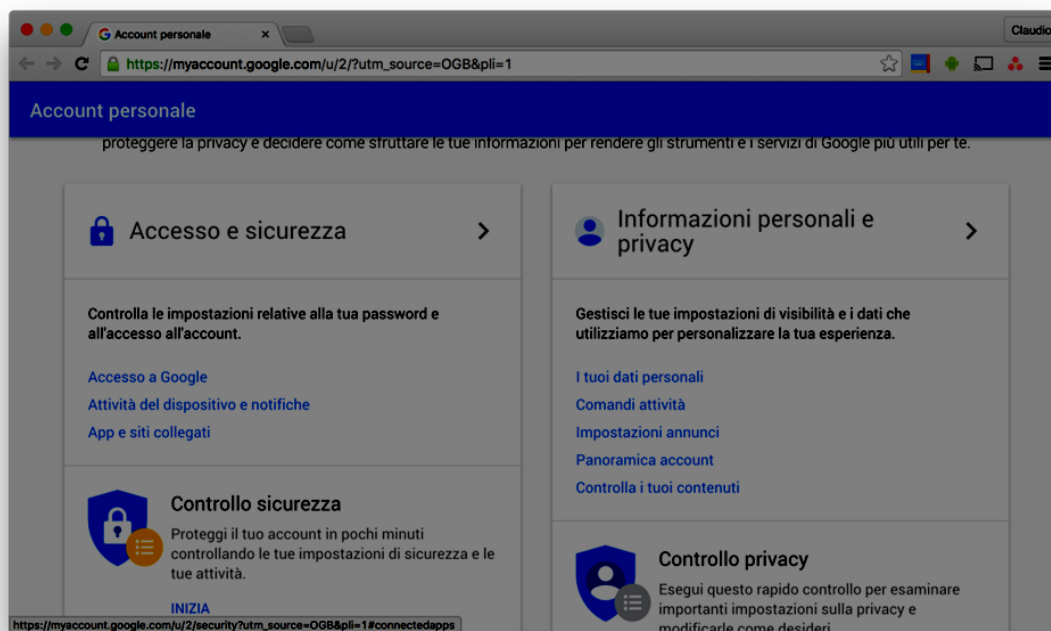 Account personale
Claudio
https://myaccount.google.com/u/2/?utm_source=OGB&pli=1
Account personale
proteggere la privacy e decidere come sfruttare le tue informazioni per rendere gli strumenti e i servizi di Google più utili per te.
Accesso e sicurezza
Controlla le impostazioni relative alla tua password e
all'accesso all'account.
Accesso a Google
Attività del dispositivo e notifiche
App e siti collegati
Controllo sicurezza
Proteggi il tuo account in pochi minuti
controllando le tue impostazioni di sicurezza e le
tue attività.
INIZIA
Informazioni personali e
privacy
Gestisci le tue impostazioni di visibilità e i dati che
utilizziamo per personalizzare la tua esperienza.
I tuoi dati personali
Comandi attività
Impostazioni annunci
Panoramica account
Controlla i tuoi contenuti
Controllo privacy
Esegui questo rapido controllo per esaminare
importanti impostazioni sulla privacy e
modificarle come desideri.
https://myaccount.google.com/u/2/security?utm_source=OGB&pli=1#connectedapps